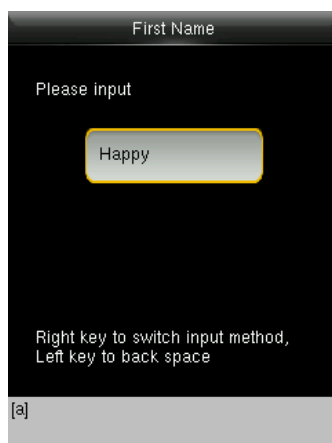 First Name
Please input
Happy
Right key to switch input method,
Left key to back space
[a]